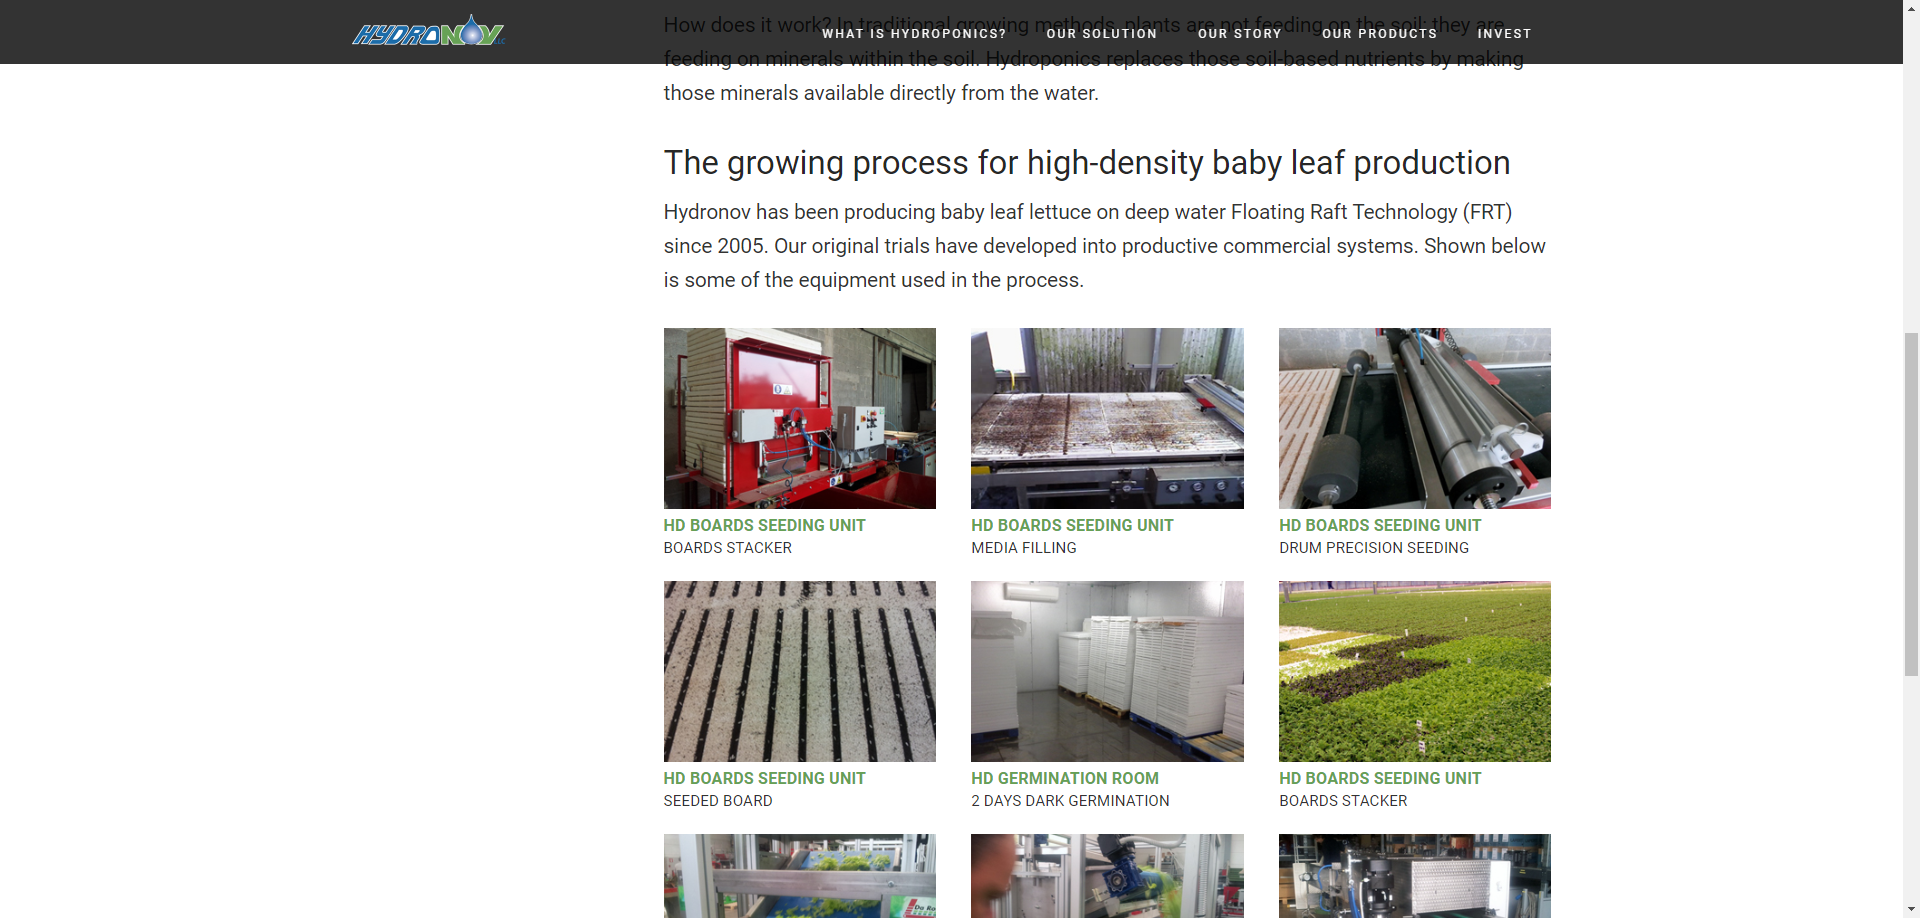 HYDRONOV LLC
WHAT IS HYDROPONICS? OUR SOLUTION OUR STORY OUR PRODUCTS INVEST
How does it work? In traditional growing methods, plants are not feeding on the soil; they are
feeding on minerals within the soil. Hydroponics replaces those soil-based nutrients by making
those minerals available directly from the water.
The growing process for high-density baby leaf production
Hydronov has been producing baby leaf lettuce on deep water Floating Raft Technology (FRT)
since 2005. Our original trials have developed into productive commercial systems. Shown below
is some of the equipment used in the process.
HD BOARDS SEEDING UNIT
BOARDS STACKER
HD BOARDS SEEDING UNIT
MEDIA FILLING
HD BOARDS SEEDING UNIT
DRUM PRECISION SEEDING
HD BOARDS SEEDING UNIT
SEEDED BOARD
HD GERMINATION ROOM
2 DAYS DARK GERMINATION
HD BOARDS SEEDING UNIT
BOARDS STACKER
De Ro